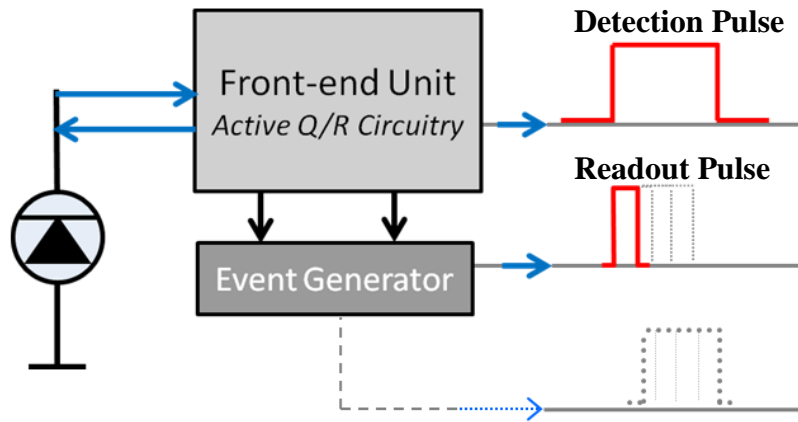 Detection Pulse
Front-end Unit
Active Q/R Circuitry
Readout Pulse
Event Generator